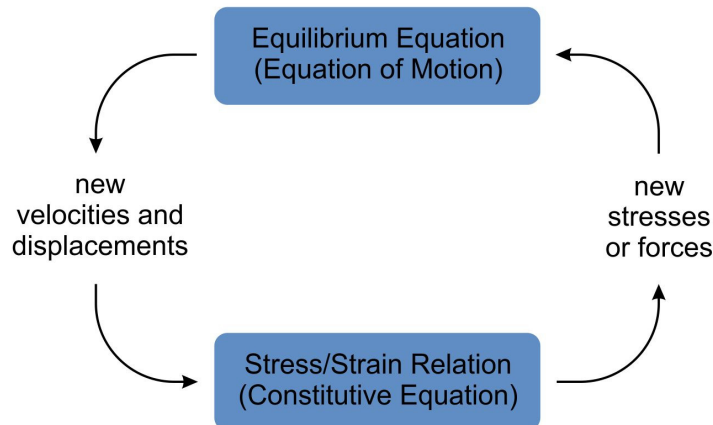 Equilibrium Equation
(Equation of Motion)
new
velocities and
displacements
new
stresses
or forces
Stress/Strain Relation
(Constitutive Equation)